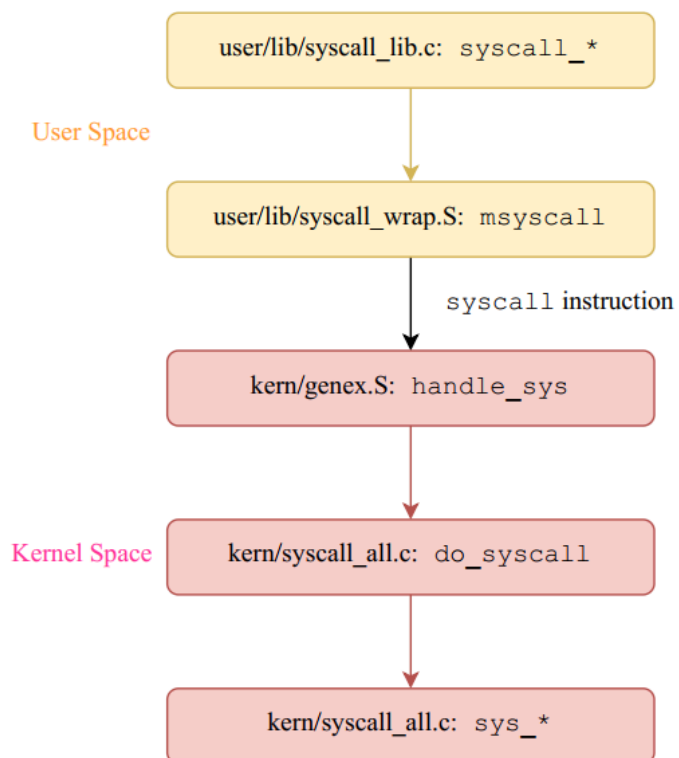 user/lib/syscall_lib.c: syscall_*
User Space
user/lib/syscall_wrap.S: msyscall
syscall instruction
kern/genex.S: handle_sys
Kernel Space
kern/syscall_all.c: do_syscall
kern/syscall_all.c: sys_*